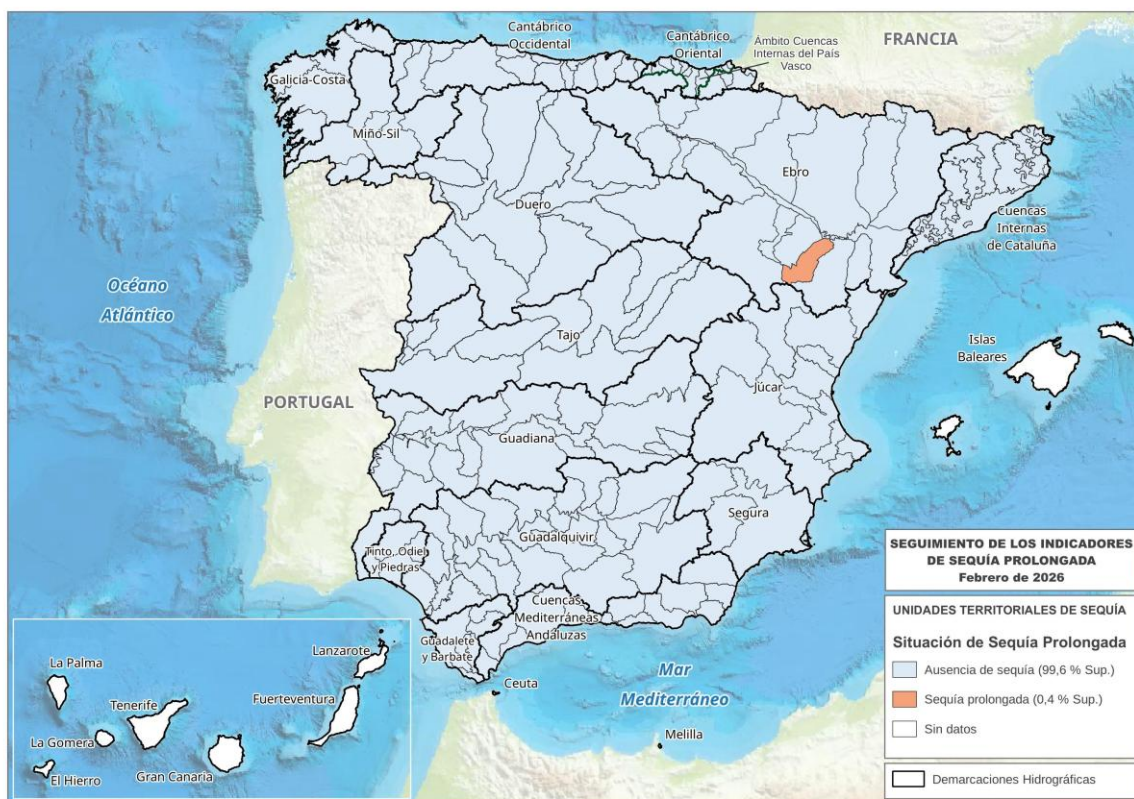 Cantábrico
Occidental
Cantábrico
Oriental
Ámbito Cuencas
Internas del País
Vasco
FRANCIA
Galicia-Costa
Miño-Sil
Ebro
Duero
Cuencas
Internas
de Cataluña
Océano
Atlántico
Tajo
Islas
Baleares
Júcar
PORTUGAL
Guadiana
Segura
Guadalquivir
Tinto, Odiel
y Piedras
Cuencas
Mediterráneas
Andaluzas
Guadalete
y Barbate
Ceuta
Mar
Mediterráneo
Melilla
La Palma
Lanzarote
Tenerife
Fuerteventura
La Gomera
El Hierro
Gran Canaria
SEGUIMIENTO DE LOS INDICADORES
DE SEQUÍA PROLONGADA
Febrero de 2026
UNIDADES TERRITORIALES DE SEQUÍA
Situación de Sequía Prolongada
Ausencia de sequía (99,6 % Sup.)
Sequía prolongada (0,4 % Sup.)
Sin datos
Demarcaciones Hidrográficas